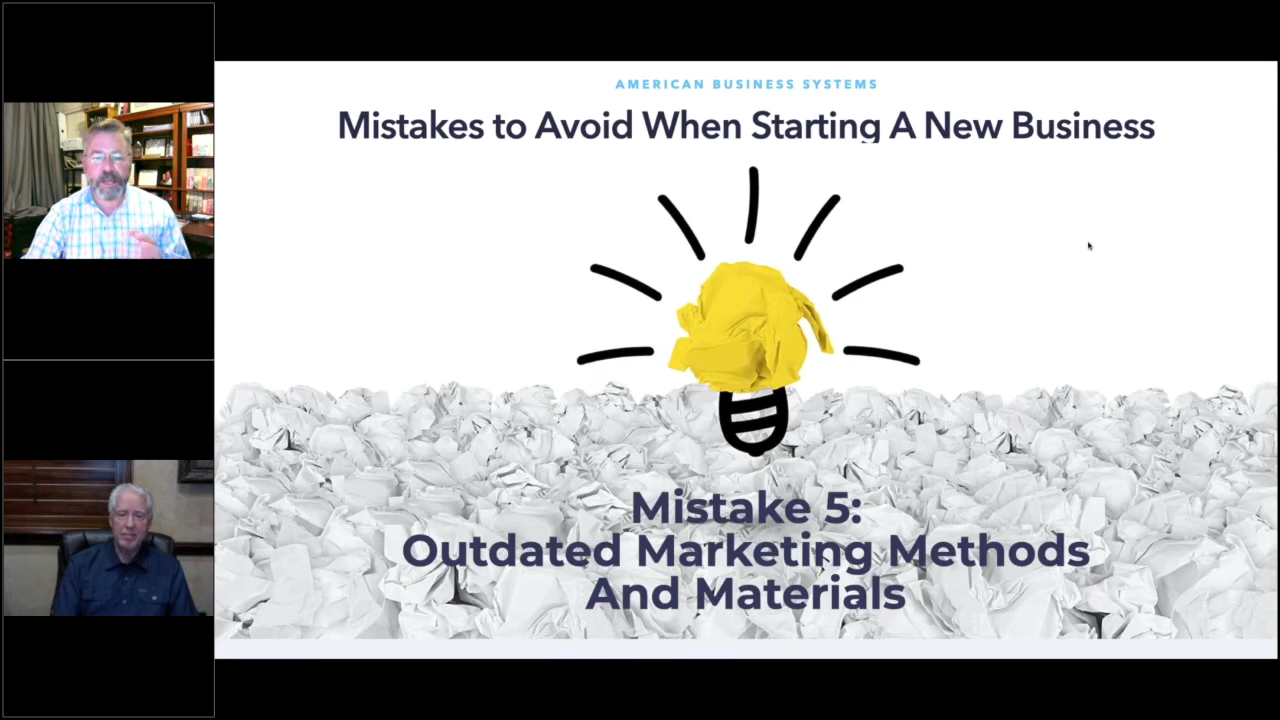 AMERICAN BUSINESS SYSTEMS
Mistakes to Avoid When Starting A New Business
Mistake 5:
Outdated Marketing Methods
And Materials